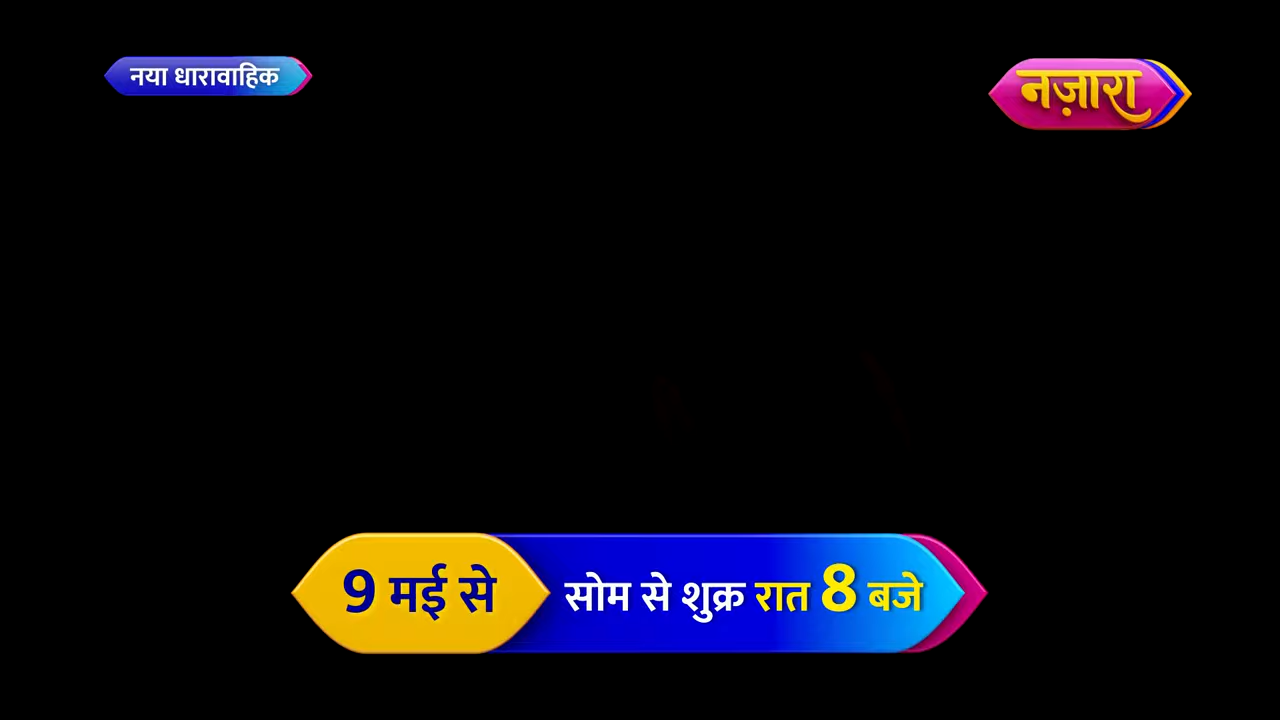 नया धारावाहिक
नज़ारा
9 मई से
सोम से शुक्र रात 8 बजे